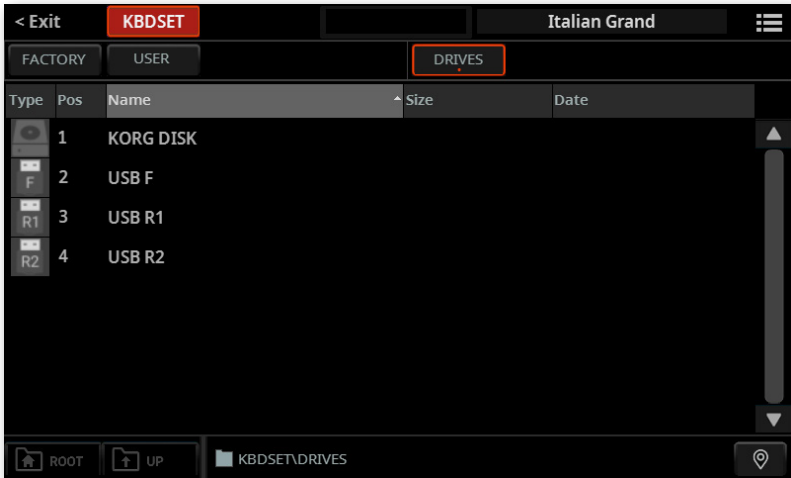 < Exit KBDSET Italian Grand
FACTORY USER DRIVES
Type Pos Name Size Date
1 KORG DISK
F 2 USB F
R1 3 USB R1
R2 4 USB R2
ROOT UP KBDSET\DRIVES